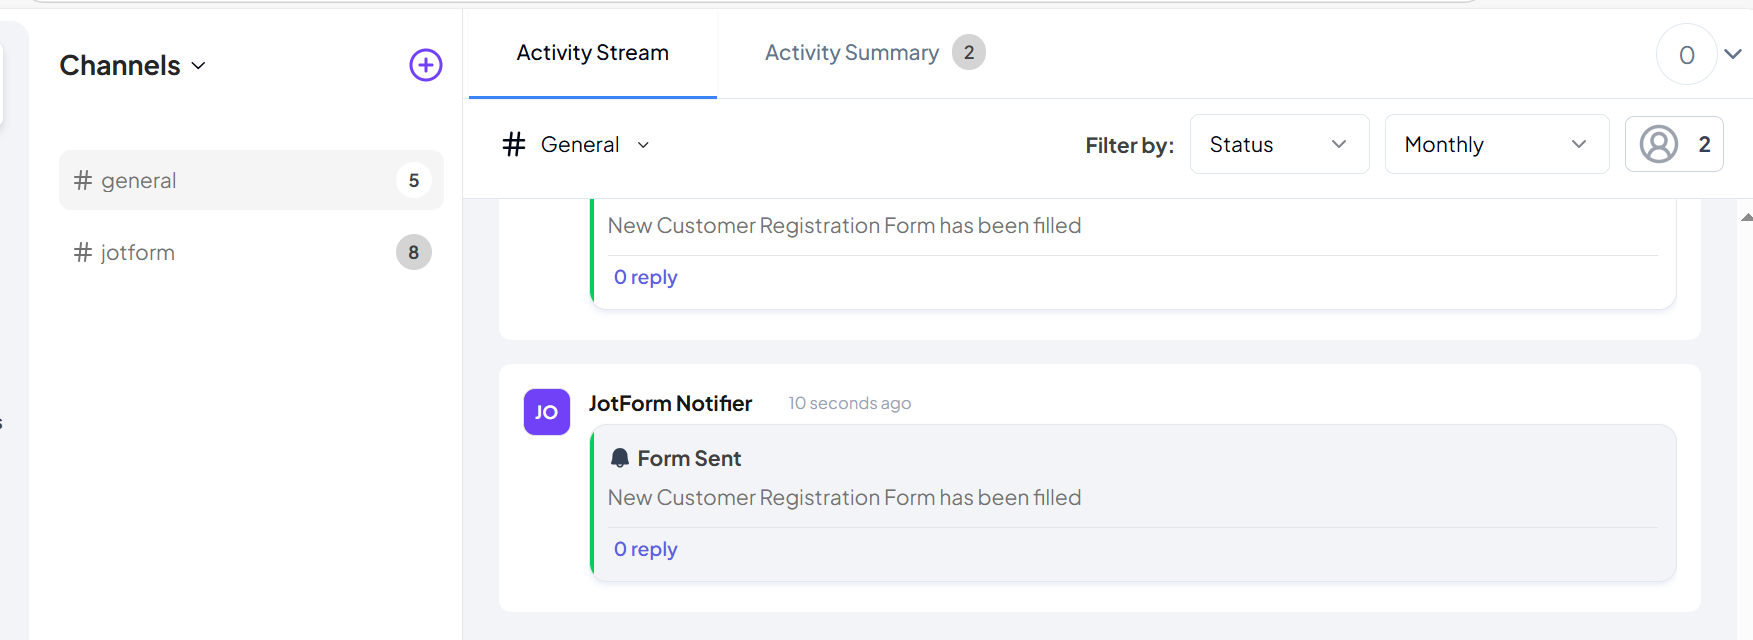 Channels
# general 5
# jotform 8
Activity Stream
Activity Summary 2
0
# General
Filter by:
Status
Monthly
2
New Customer Registration Form has been filled
0 reply
JO
JotForm Notifier 10 seconds ago
Form Sent
New Customer Registration Form has been filled
0 reply